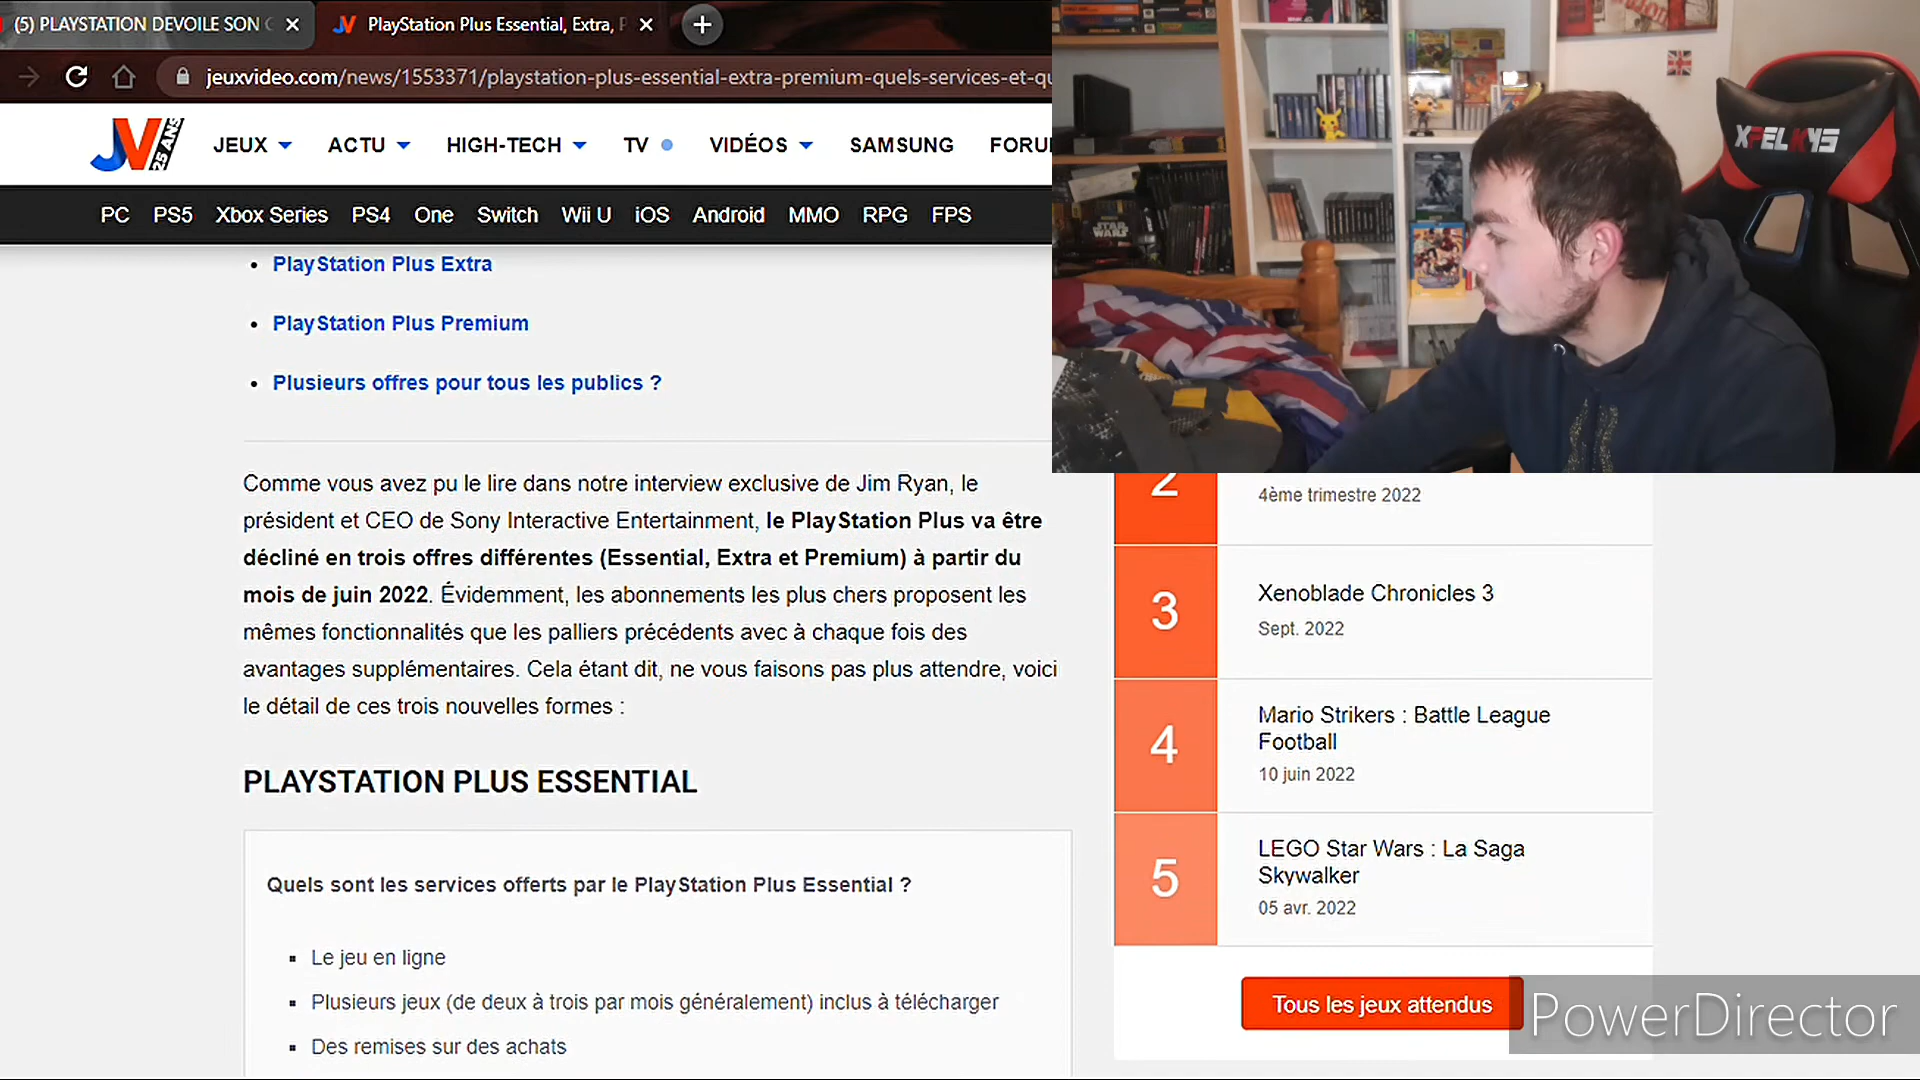 (5) PLAYSTATION DEVOILE SON
PlayStation Plus Essential, Extra,
jeuxvideo.com/news/1553371/playstation-plus-essential-extra-premium-quels-services-et-qu
JV 25 ANS
JEUX
ACTU
HIGH-TECH
TV
VIDÉOS
SAMSUNG
FORU
XPELK45
PC PS5 Xbox Series PS4 One Switch Wii U iOS Android MMO RPG FPS
STAR WARS
• PlayStation Plus Extra
• PlayStation Plus Premium
• Plusieurs offres pour tous les publics ?
Comme vous avez pu le lire dans notre interview exclusive de Jim Ryan, le
président et CEO de Sony Interactive Entertainment, le PlayStation Plus va être
décliné en trois offres différentes (Essential, Extra et Premium) à partir du
mois de juin 2022. Évidemment, les abonnements les plus chers proposent les
mêmes fonctionnalités que les palliers précédents avec à chaque fois des
avantages supplémentaires. Cela étant dit, ne vous faisons pas plus attendre, voici
le détail de ces trois nouvelles formes :
PLAYSTATION PLUS ESSENTIAL
Quels sont les services offerts par le PlayStation Plus Essential ?
▪ Le jeu en ligne
▪ Plusieurs jeux (de deux à trois par mois généralement) inclus à télécharger
▪ Des remises sur des achats
2
4ème trimestre 2022
3
Xenoblade Chronicles 3
Sept. 2022
4
Mario Strikers : Battle League
Football
10 juin 2022
5
LEGO Star Wars : La Saga
Skywalker
05 avr. 2022
Tous les jeux attendus
PowerDirector